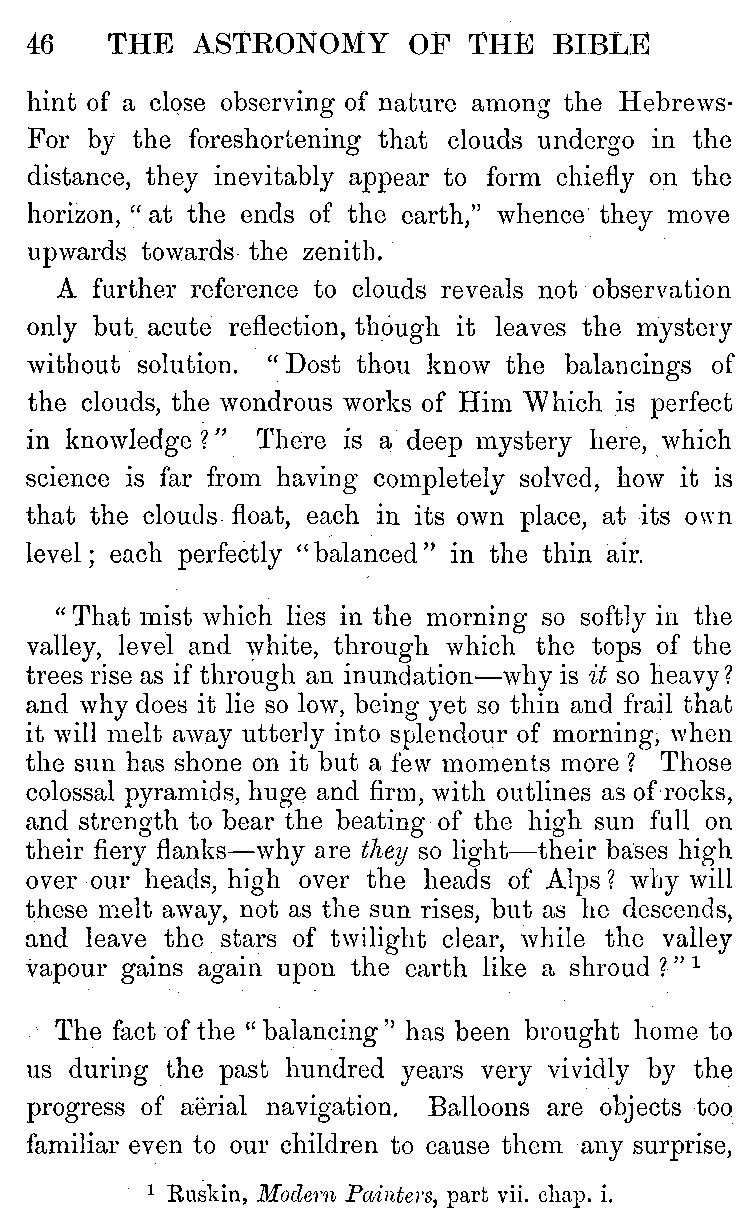 46 THE ASTRONOMY OF THE BIBLE
hint of a close observing of nature among the Hebrews.
For by the foreshortening that clouds undergo in the
distance, they inevitably appear to form chiefly on the
horizon, “at the ends of the earth,” whence they move
upwards towards the zenith.
A further reference to clouds reveals not observation
only but acute reflection, though it leaves the mystery
without solution. “Dost thou know the balancings of
the clouds, the wondrous works of Him Which is perfect
in knowledge?” There is a deep mystery here, which
science is far from having completely solved, how it is
that the clouds float, each in its own place, at its own
level; each perfectly “balanced” in the thin air.
“That mist which lies in the morning so softly in the
valley, level and white, through which the tops of the
trees rise as if through an inundation—why is it so heavy?
and why does it lie so low, being yet so thin and frail that
it will melt away utterly into splendour of morning, when
the sun has shone on it but a few moments more? Those
colossal pyramids, huge and firm, with outlines as of rocks,
and strength to bear the beating of the high sun full on
their fiery flanks—why are they so light—their bases high
over our heads, high over the heads of Alps? why will
these melt away, not as the sun rises, but as he descends,
and leave the stars of twilight clear, while the valley
vapour gains again upon the earth like a shroud?” 1
The fact of the “balancing” has been brought home to
us during the past hundred years very vividly by the
progress of aërial navigation. Balloons are objects too
familiar even to our children to cause them any surprise,
1 Ruskin, Modern Painters, part vii. chap. i.